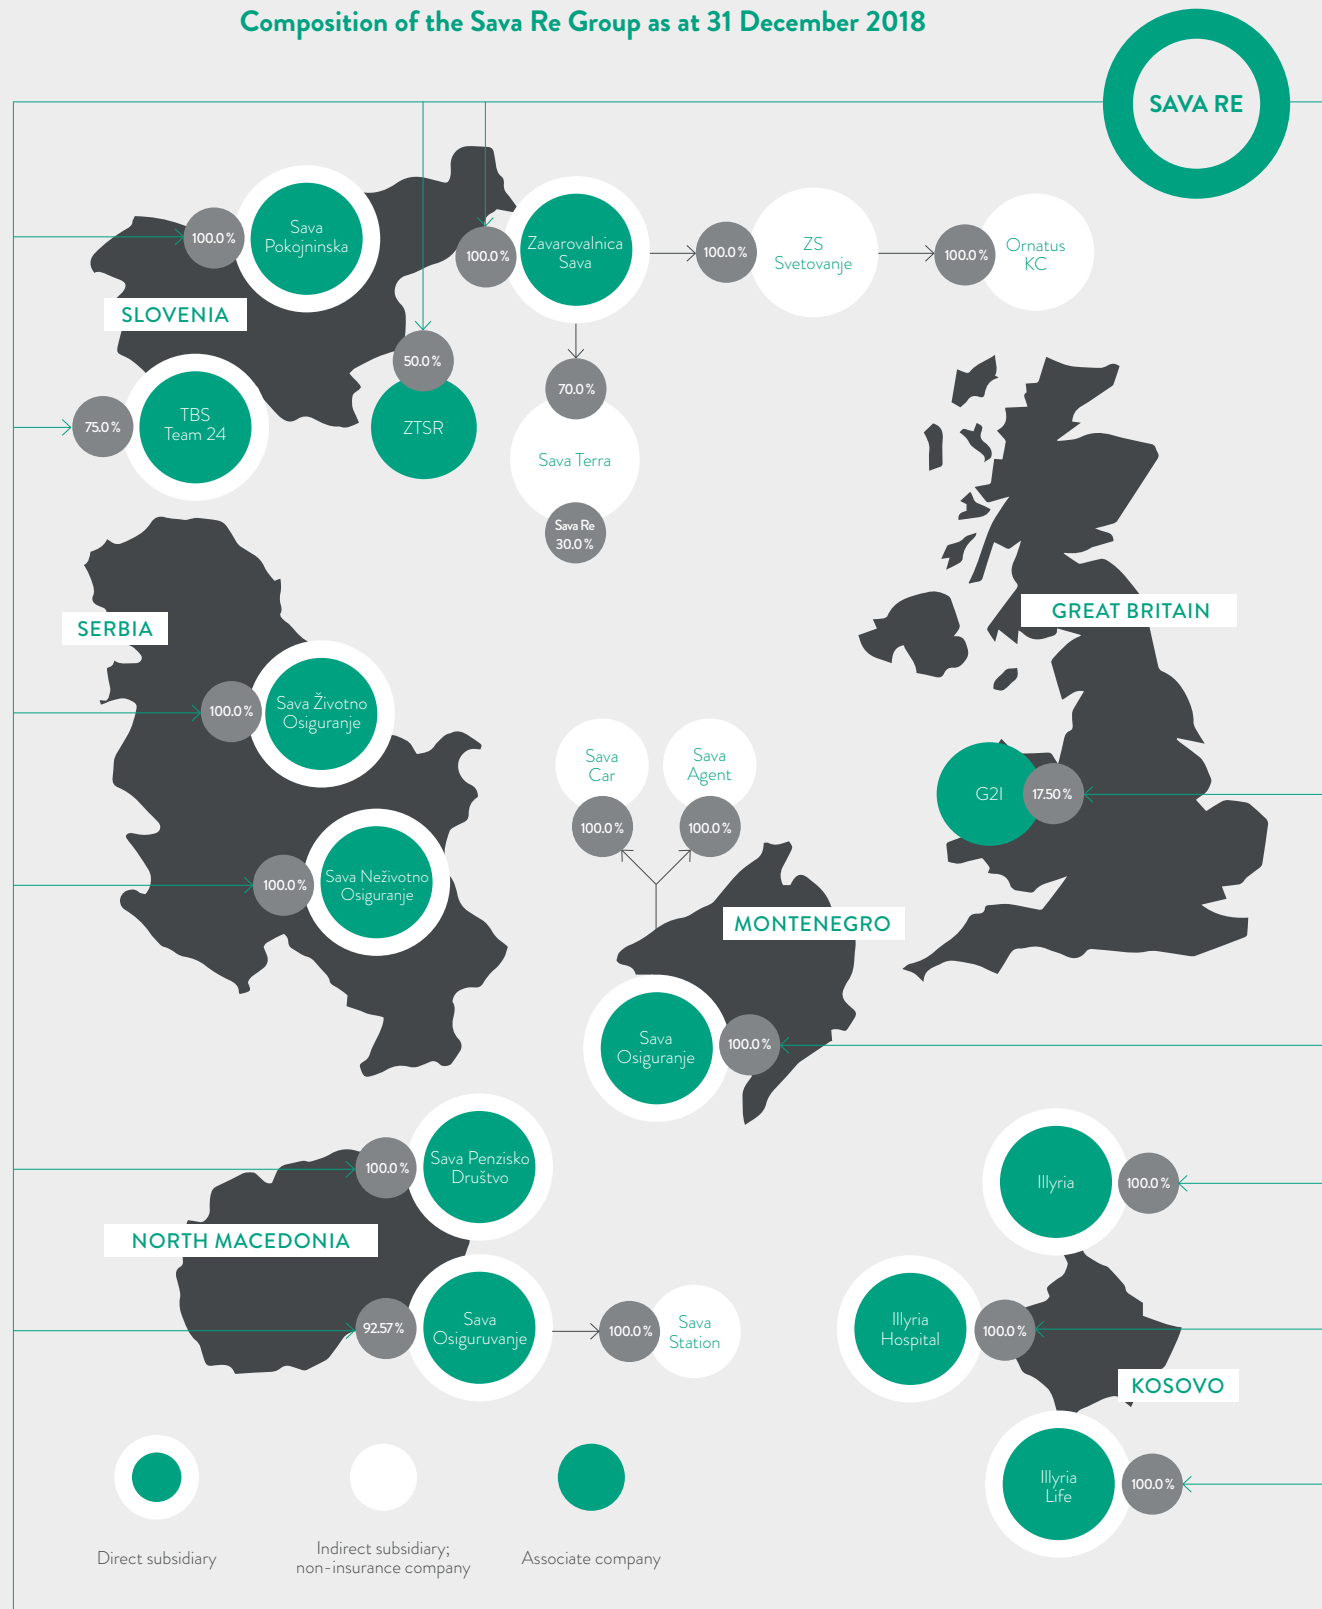 Composition of the Sava Re Group as at 31 December 2018
SAVA RE
100.0 %
Sava
Pokojninska
100.0 %
Zavarovalnica
Sava
100.0 %
ZS
Svetovanje
100.0 %
Ornatus
KC
SLOVENIA
50.0 %
ZTSR
70.0 %
Sava Terra
Sava Re
30.0 %
75.0 %
TBS
Team 24
SERBIA
GREAT BRITAIN
100.0 %
Sava Životno
Osiguranje
Sava
Car
100.0 %
Sava
Agent
100.0 %
G2I
17.50 %
100.0 %
Sava Neživotno
Osiguranje
MONTENEGRO
Sava
Osiguranje
100.0 %
100.0 %
Sava Penzisko
Društvo
Illyria
100.0 %
NORTH MACEDONIA
92.57 %
Sava
Osiguruvanje
100.0 %
Sava
Station
Illyria
Hospital
100.0 %
KOSOVO
Illyria
Life
100.0 %
Direct subsidiary
Indirect subsidiary;
non-insurance company
Associate company